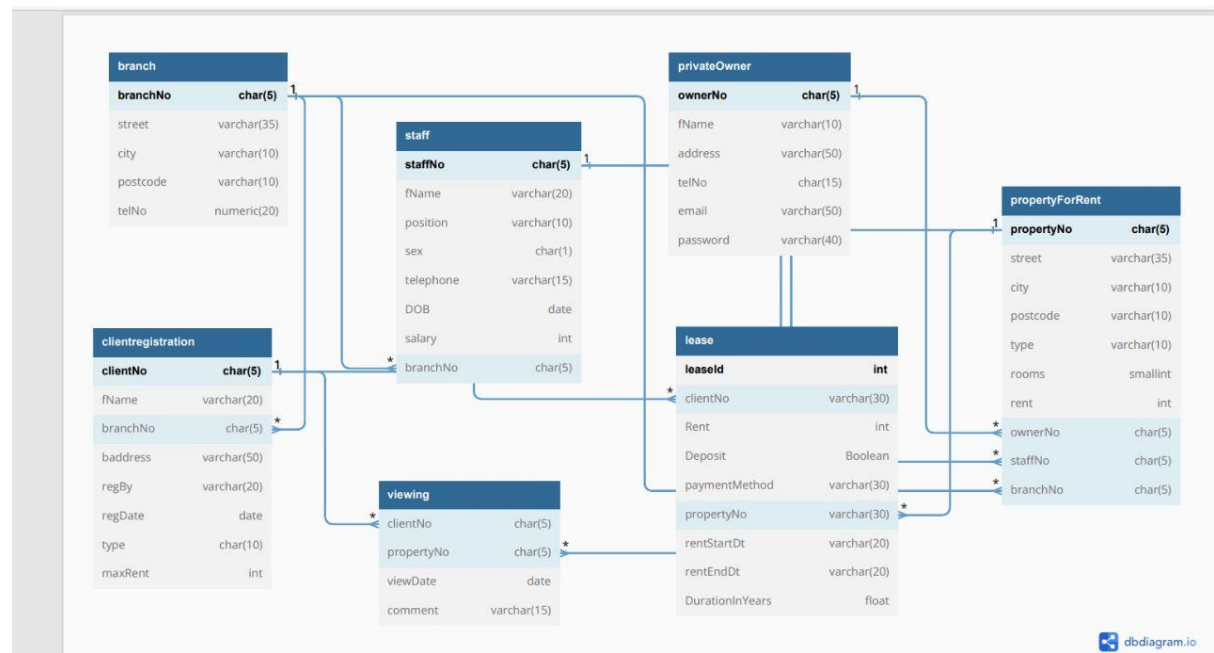 branch
branchNo char(5)
street varchar(35)
city varchar(10)
postcode varchar(10)
telNo numeric(20)
1
staff
staffNo char(5)
fName varchar(20)
position varchar(10)
sex char(1)
telephone varchar(15)
DOB date
salary int
branchNo char(5)
1
*
privateOwner
ownerNo char(5)
fName varchar(10)
address varchar(50)
telNo char(15)
email varchar(50)
password varchar(40)
1
propertyForRent
propertyNo char(5)
street varchar(35)
city varchar(10)
postcode varchar(10)
type varchar(10)
rooms smallint
rent int
ownerNo char(5)
staffNo char(5)
branchNo char(5)
1
*
*
*
clientregistration
clientNo char(5)
fName varchar(20)
branchNo char(5)
baddress varchar(50)
regBy varchar(20)
regDate date
type char(10)
maxRent int
1
*
viewing
clientNo char(5)
propertyNo char(5)
viewDate date
comment varchar(15)
*
*
lease
leaseId int
clientNo varchar(30)
Rent int
Deposit Boolean
paymentMethod varchar(30)
propertyNo varchar(30)
rentStartDt varchar(20)
rentEndDt varchar(20)
DurationInYears float
*
*
dbdiagram.io